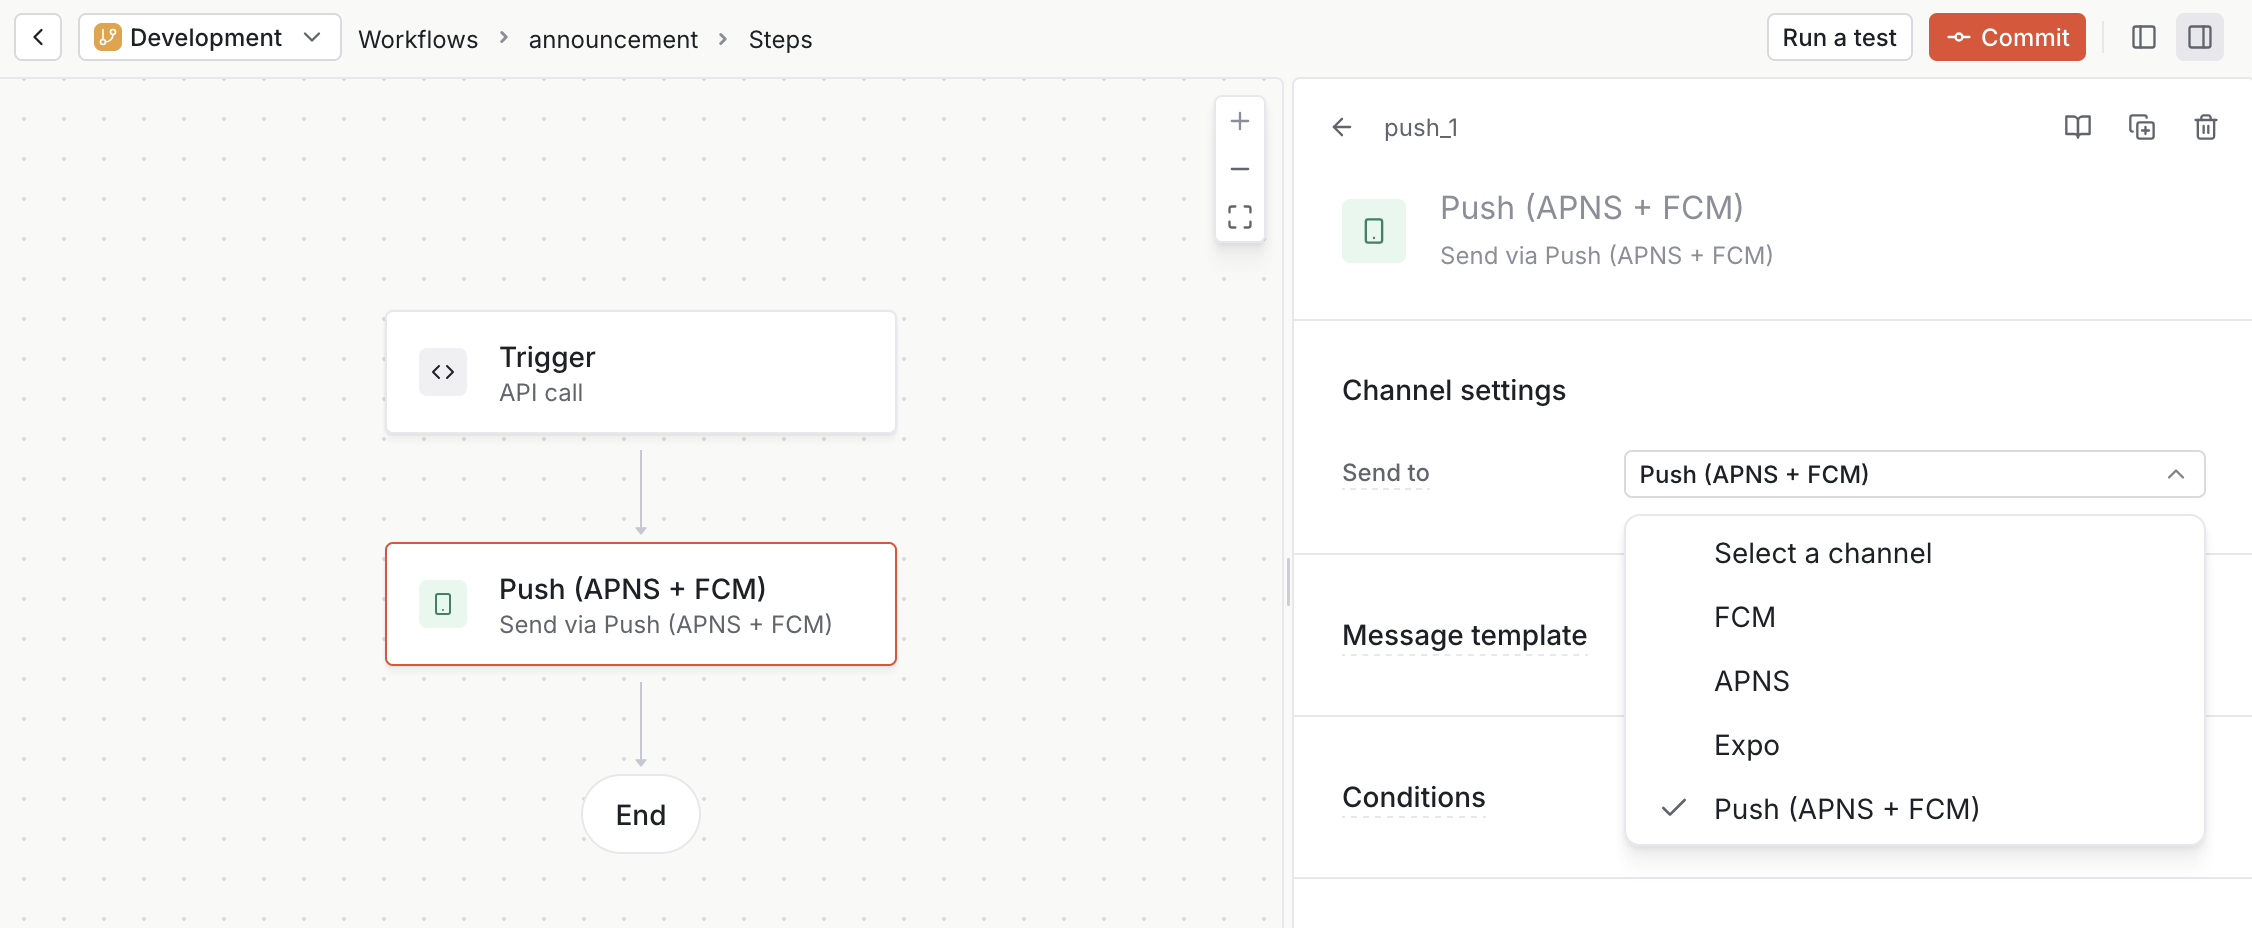 Development
Workflows > announcement > Steps
Run a test
Commit
Trigger
API call
Push (APNS + FCM)
Send via Push (APNS + FCM)
End
push_1
Push (APNS + FCM)
Send via Push (APNS + FCM)
Channel settings
Send to
Push (APNS + FCM)
Select a channel
FCM
APNS
Expo
Push (APNS + FCM)
Message template
Conditions